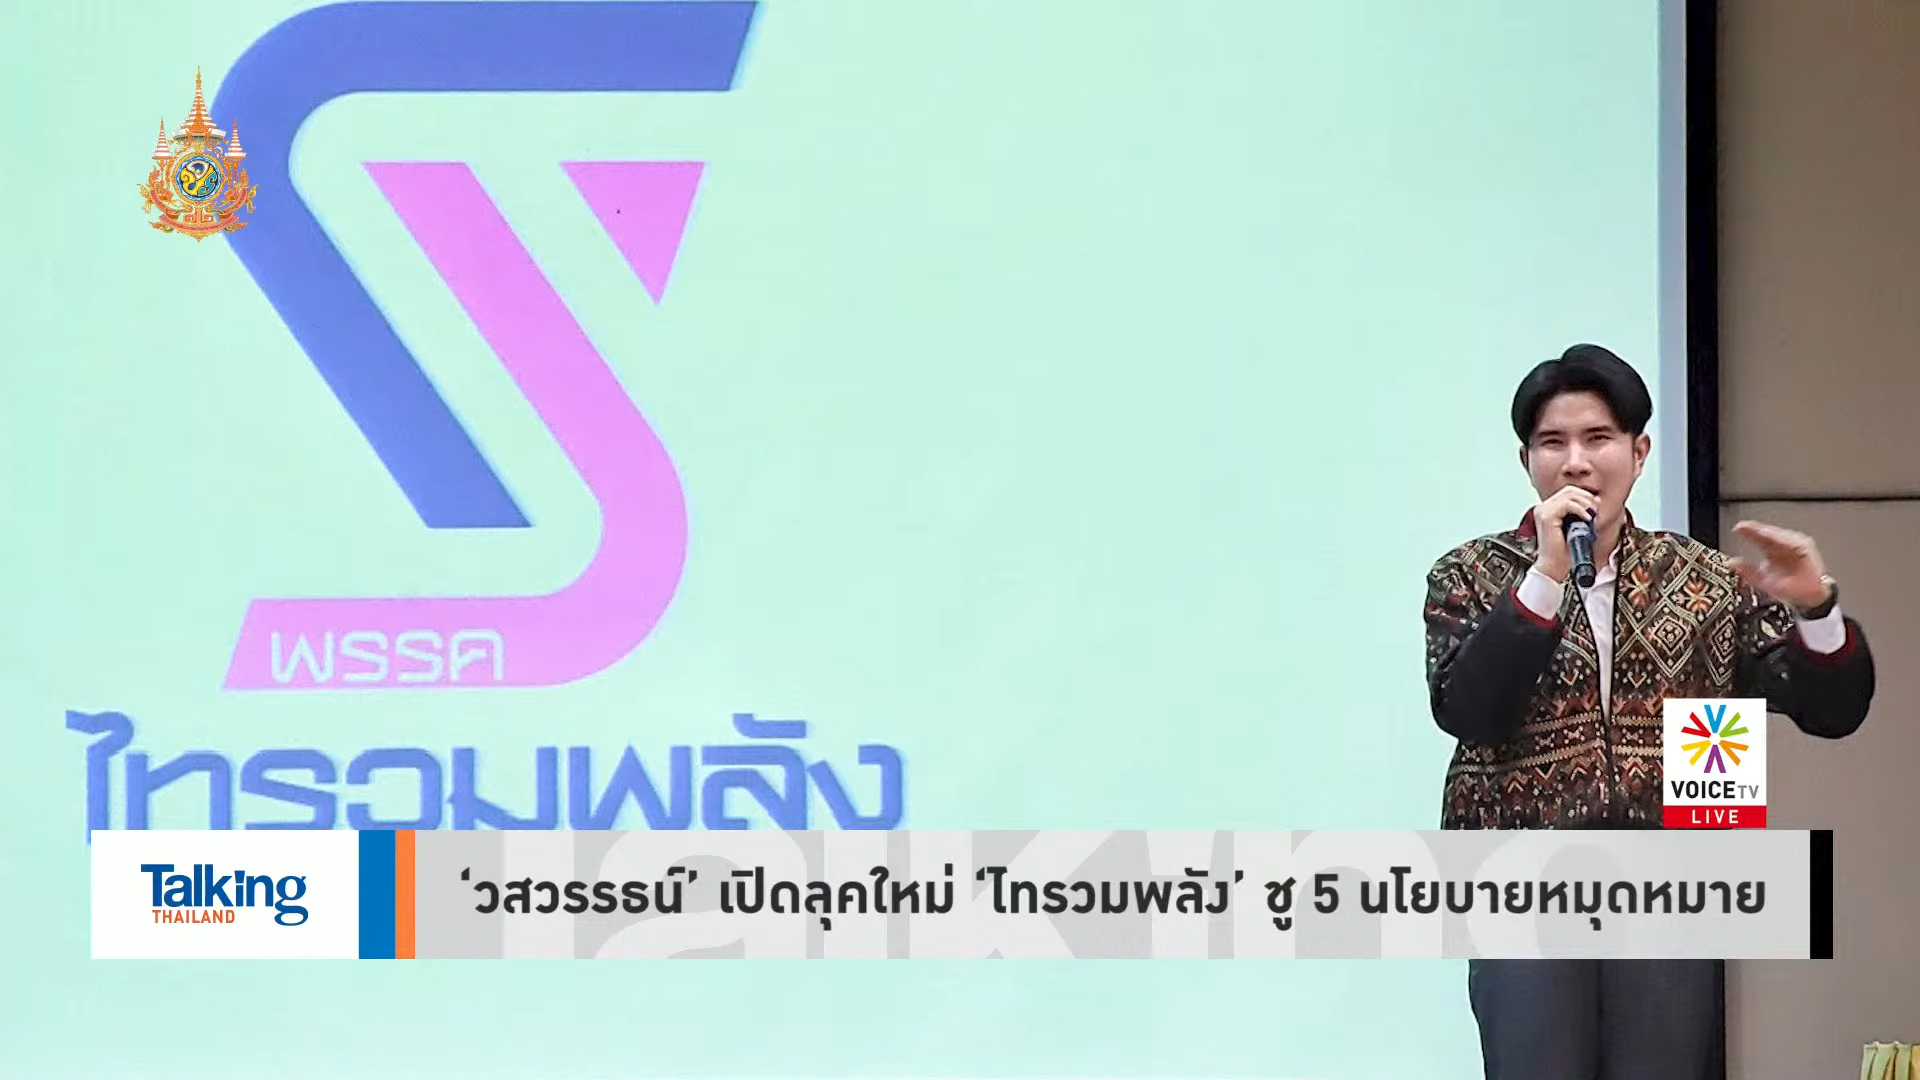 พรรค
ไทรวมพลัง
VOICE TV
LIVE
Talking
THAILAND
‘วสวรรธน์’ เปิดลุคใหม่ ‘ไทรวมพลัง’ ชู 5 นโยบายหมุดหมาย